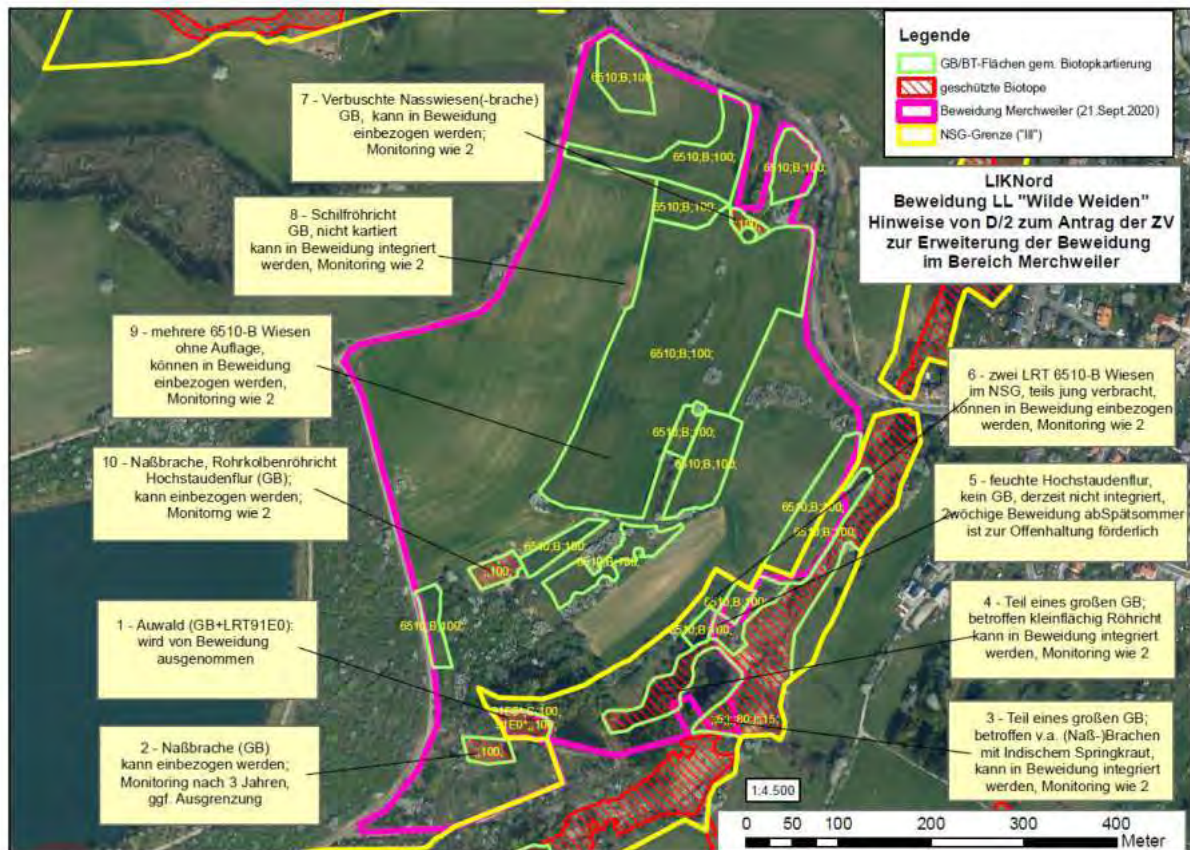 Legende
GB/BT-Flächen gem. Biotopkartierung
geschützte Biotope
Beweidung Merchweiler (21.Sept.2020)
NSG-Grenze ("Ill")
LIKNord
Beweidung LL "Wilde Weiden"
Hinweise von D/2 zum Antrag der ZV
zur Erweiterung der Beweidung
im Bereich Merchweiler
7 - Verbuschte Nasswiesen(-brache)
GB, kann in Beweidung
einbezogen werden;
Monitoring wie 2
8 - Schilfröhricht
GB, nicht kartiert
kann in Beweidung integriert
werden, Monitoring wie 2
9 - mehrere 6510-B Wiesen
ohne Auflage,
können in Beweidung
einbezogen werden,
Monitoring wie 2
10 - Naßbrache, Rohrkolbenröhricht
Hochstaudenflur (GB);
kann einbezogen werden;
Monitorng wie 2
1 - Auwald (GB+LRT91E0):
wird von Beweidung
ausgenommen
2 - Naßbrache (GB)
kann einbezogen werden;
Monitoring nach 3 Jahren,
ggf. Ausgrenzung
6 - zwei LRT 6510-B Wiesen
im NSG, teils jung verbracht,
können in Beweidung einbezogen
werden, Monitoring wie 2
5 - feuchte Hochstaudenflur,
kein GB, derzeit nicht integriert,
2wöchige Beweidung abSpätsommer
ist zur Offenhaltung förderlich
4 - Teil eines großen GB;
betroffen kleinflächig Röhricht
kann in Beweidung integriert
werden, Monitoring wie 2
3 - Teil eines großen GB;
betroffen v.a. (Naß-)Brachen
mit Indischem Springkraut,
kann in Beweidung integriert
werden, Monitoring wie 2
6510;B;100;
6510;B;100;
6510;B;100;
6510;B;100;
6510;B;100;
6510;B;100;
6510;B;100;
6510;B;100;
6510;B;100;
6510;B;100;
6510;B;100;
;;100;
6510;B;100;
6510;B;100;
6510;B;100;
;;100;
1:4.500
0 50 100 200 300 400
Meter